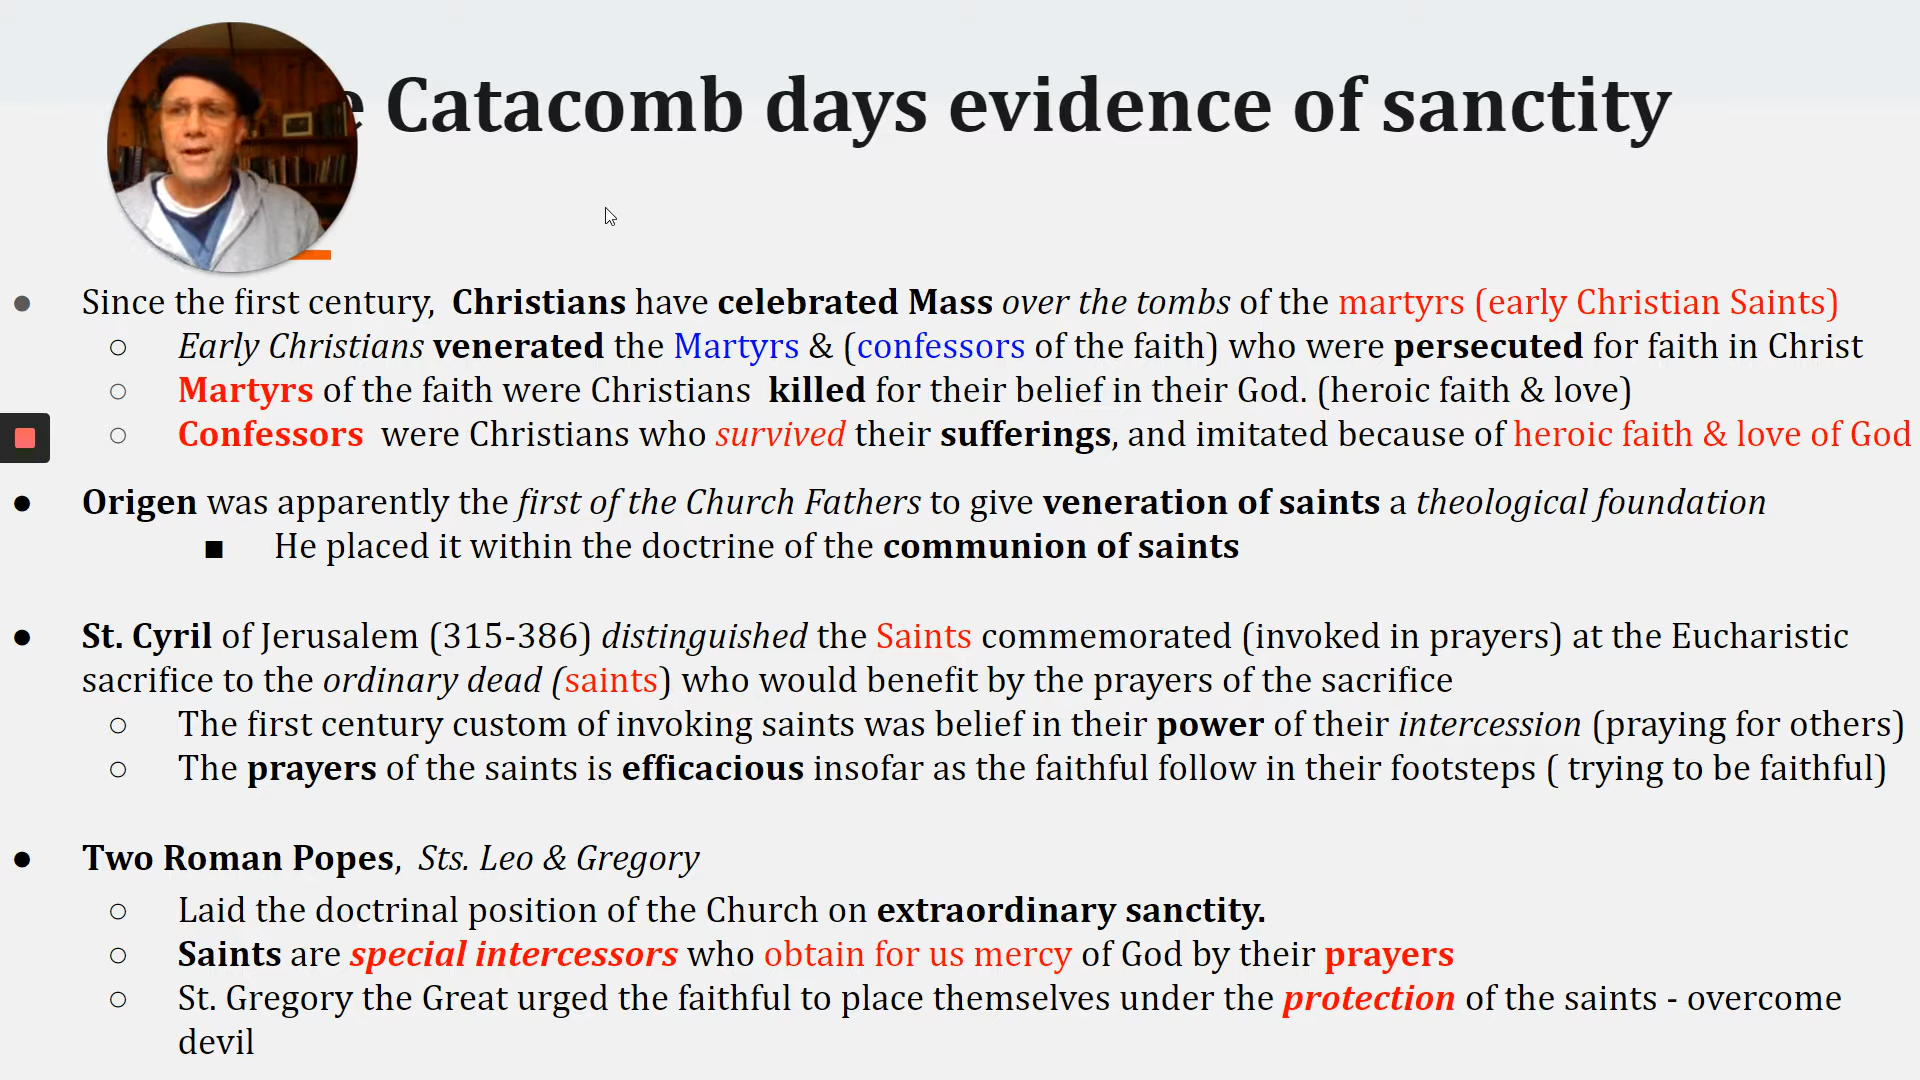 Catacomb days evidence of sanctity
● Since the first century, Christians have celebrated Mass over the tombs of the martyrs (early Christian Saints)
○ Early Christians venerated the Martyrs & (confessors of the faith) who were persecuted for faith in Christ
○ Martyrs of the faith were Christians killed for their belief in their God. (heroic faith & love)
○ Confessors were Christians who survived their sufferings, and imitated because of heroic faith & love of God
● Origen was apparently the first of the Church Fathers to give veneration of saints a theological foundation
■ He placed it within the doctrine of the communion of saints
● St. Cyril of Jerusalem (315-386) distinguished the Saints commemorated (invoked in prayers) at the Eucharistic
sacrifice to the ordinary dead (saints) who would benefit by the prayers of the sacrifice
○ The first century custom of invoking saints was belief in their power of their intercession (praying for others)
○ The prayers of the saints is efficacious insofar as the faithful follow in their footsteps ( trying to be faithful)
● Two Roman Popes, Sts. Leo & Gregory
○ Laid the doctrinal position of the Church on extraordinary sanctity.
○ Saints are special intercessors who obtain for us mercy of God by their prayers
○ St. Gregory the Great urged the faithful to place themselves under the protection of the saints - overcome
devil